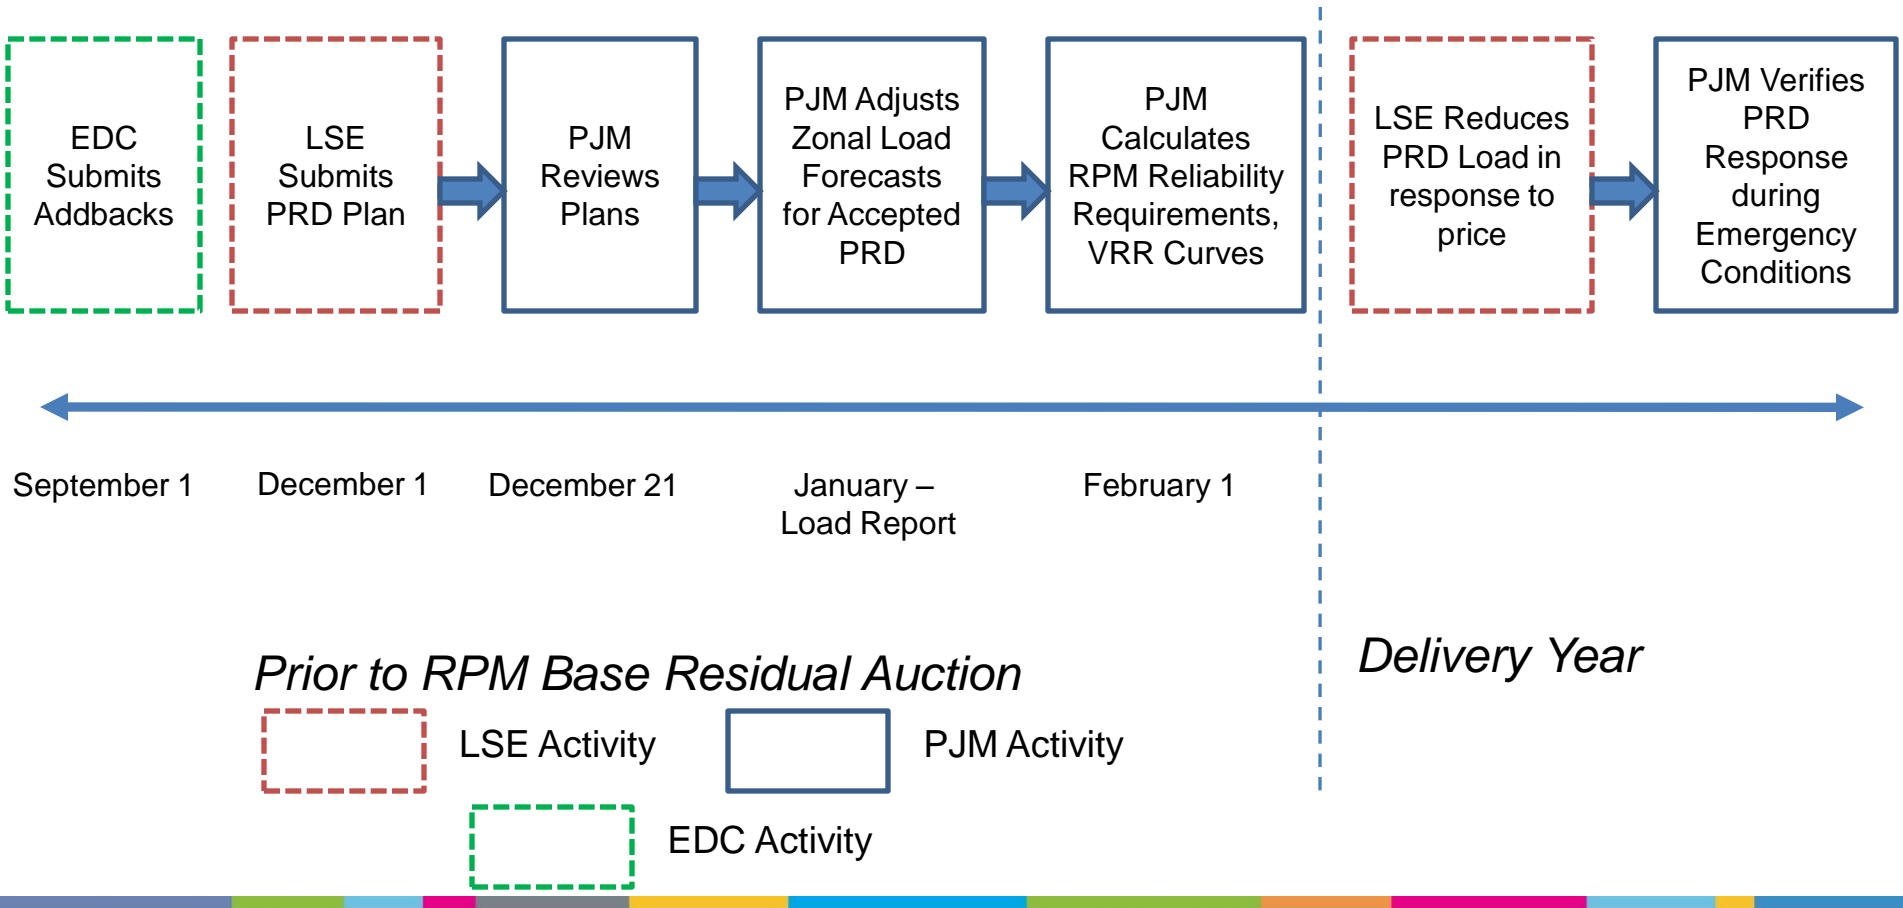 EDC
Submits
Addbacks
LSE
Submits
PRD Plan
PJM
Reviews
Plans
PJM Adjusts
Zonal Load
Forecasts
for Accepted
PRD
PJM
Calculates
RPM Reliability
Requirements,
VRR Curves
LSE Reduces
PRD Load in
response to
price
PJM Verifies
PRD
Response
during
Emergency
Conditions
September 1
December 1
December 21
January –
Load Report
February 1
Prior to RPM Base Residual Auction
Delivery Year
LSE Activity
PJM Activity
EDC Activity